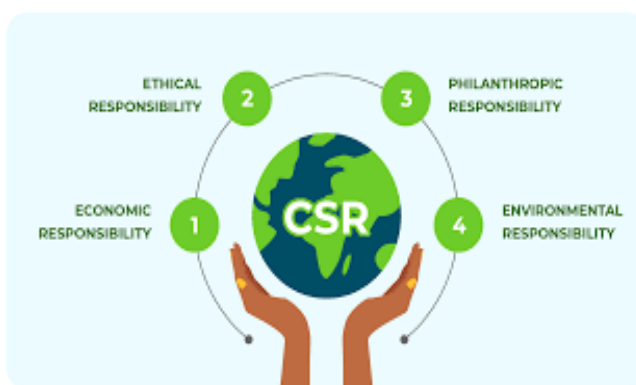 ECONOMIC
RESPONSIBILITY
1
ETHICAL
RESPONSIBILITY
2
CSR
3
PHILANTHROPIC
RESPONSIBILITY
4
ENVIRONMENTAL
RESPONSIBILITY